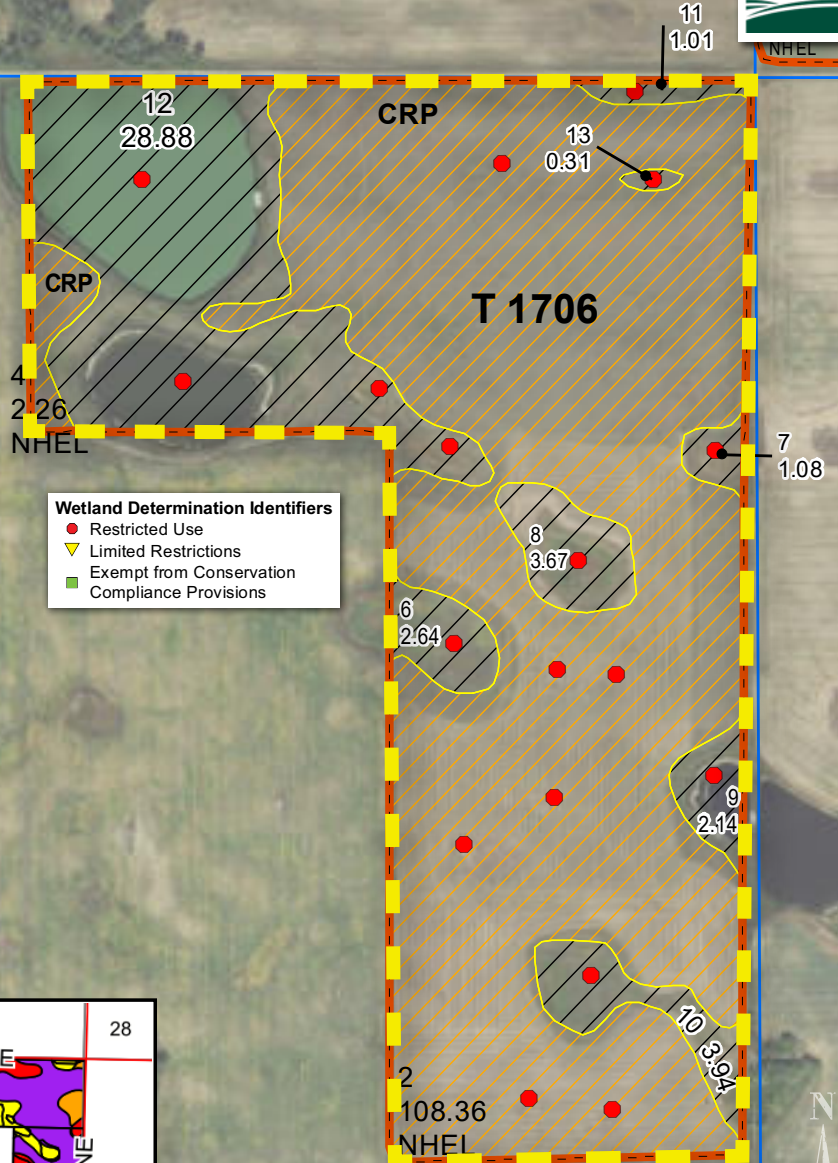 11
1.01
NHEL
12
28.88
CRP
13
0.31
CRP
T 1706
4
2.26
NHEL
7
1.08
Wetland Determination Identifiers
Restricted Use
Limited Restrictions
Exempt from Conservation
Compliance Provisions
8
3.67
6
2.64
9
2.14
10
3.94
28
E
NE
2
108.36
NHEL
N